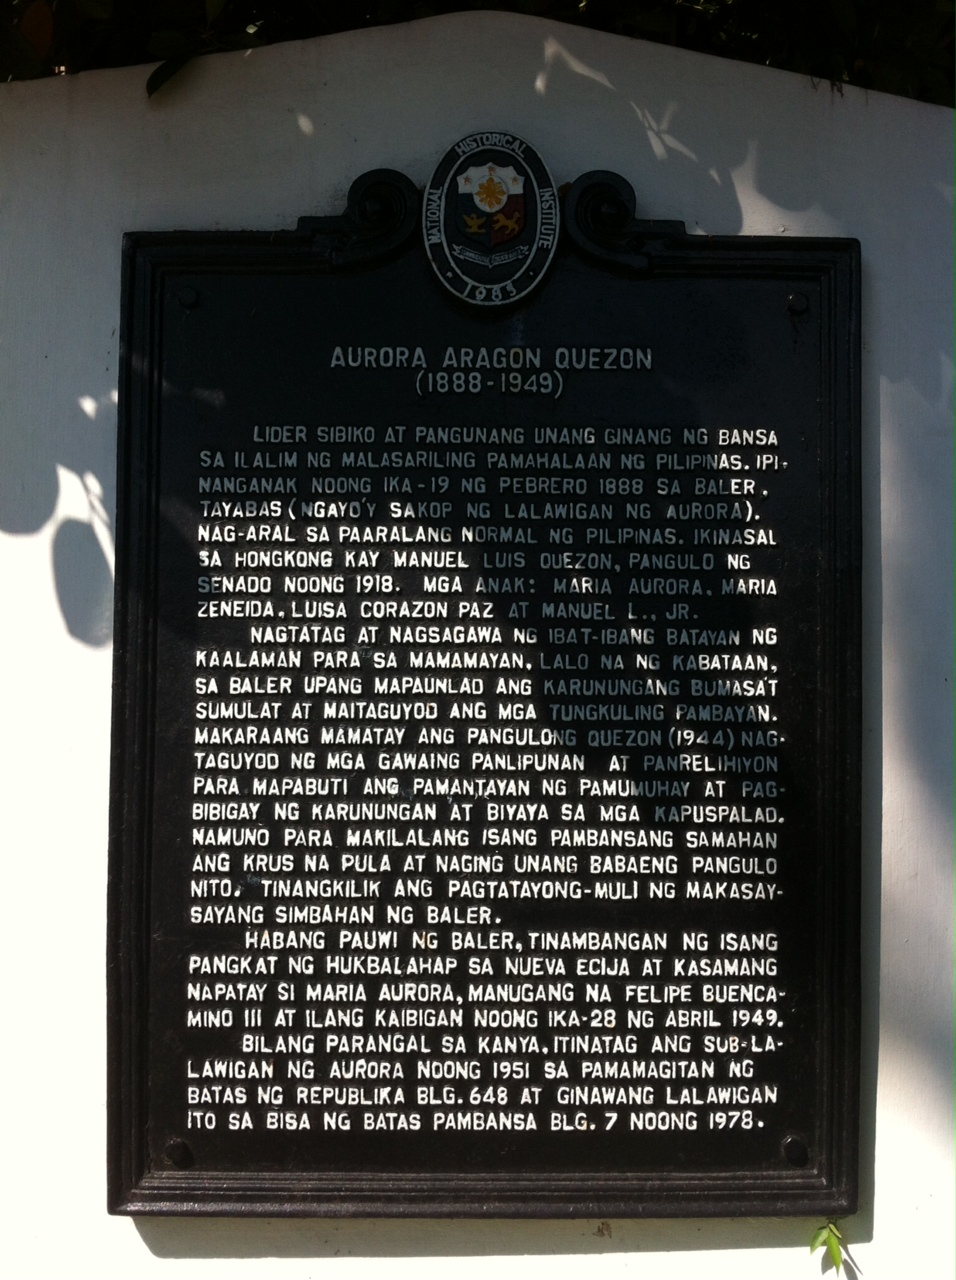 NATIONAL HISTORICAL INSTITUTE
1985
AURORA ARAGON QUEZON
(1888-1949)
LIDER SIBIKO AT PANGUNANG UNANG GINANG NG BANSA
SA ILALIM NG MALASARILING PAMAHALAAN NG PILIPINAS. IPI-
NANGANAK NOONG IKA-19 NG PEBRERO 1888 SA BALER,
TAYABAS (NGAYO'Y SAKOP NG LALAWIGAN NG AURORA).
NAG-ARAL SA PAARALANG NORMAL NG PILIPINAS. IKINASAL
SA HONGKONG KAY MANUEL LUIS QUEZON, PANGULO NG
SENADO NOONG 1918. MGA ANAK: MARIA AURORA, MARIA
ZENEIDA, LUISA CORAZON PAZ AT MANUEL L., JR.
NAGTATAG AT NAGSAGAWA NG IBAT-IBANG BATAYAN NG
KAALAMAN PARA SA MAMAMAYAN, LALO NA NG KABATAAN,
SA BALER UPANG MAPAUNLAD ANG KARUNUNGANG BUMASA'T
SUMULAT AT MAITAGUYOD ANG MGA TUNGKULING PAMBAYAN.
MAKARAANG MAMATAY ANG PANGULONG QUEZON (1944) NAG-
TAGUYOD NG MGA GAWAING PANLIPUNAN AT PANRELIHIYON
PARA MAPABUTI ANG PAMANTAYAN NG PAMUMUHAY AT PAG-
BIBIGAY NG KARUNUNGAN AT BIYAYA SA MGA KAPUSPALAD.
NAMUNO PARA MAKILALANG ISANG PAMBANSANG SAMAHAN
ANG KRUS NA PULA AT NAGING UNANG BABAENG PANGULO
NITO. TINANGKILIK ANG PAGTATAYONG-MULI NG MAKASAY-
SAYANG SIMBAHAN NG BALER.
HABANG PAUWI NG BALER, TINAMBANGAN NG ISANG
PANGKAT NG HUKBALAHAP SA NUEVA ECIJA AT KASAMANG
NAPATAY SI MARIA AURORA, MANUGANG NA FELIPE BUENCA-
MINO III AT ILANG KAIBIGAN NOONG IKA-28 NG ABRIL 1949.
BILANG PARANGAL SA KANYA, ITINATAG ANG SUB-LA-
LAWIGAN NG AURORA NOONG 1951 SA PAMAMAGITAN NG
BATAS NG REPUBLIKA BLG. 648 AT GINAWANG LALAWIGAN
ITO SA BISA NG BATAS PAMBANSA BLG. 7 NOONG 1978.